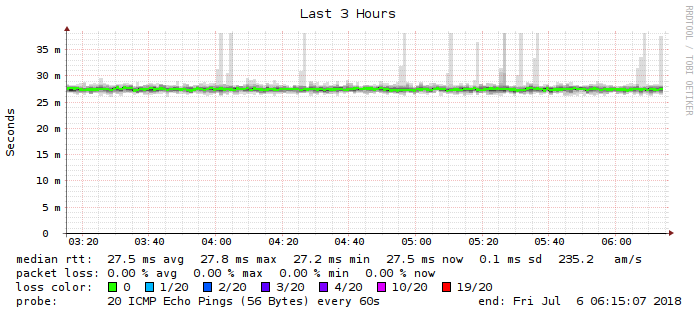 Last 3 Hours
RRDTOOL / TOBI OETIKER
Seconds
35 m
30 m
25 m
20 m
15 m
10 m
5 m
0
03:20 03:40 04:00 04:20 04:40 05:00 05:20 05:40 06:00
median rtt: 27.5 ms avg 27.8 ms max 27.2 ms min 27.5 ms now 0.1 ms sd 235.2 am/s
packet loss: 0.00 % avg 0.00 % max 0.00 % min 0.00 % now
loss color: 0 1/20 2/20 3/20 4/20 10/20 19/20
probe: 20 ICMP Echo Pings (56 Bytes) every 60s end: Fri Jul 6 06:15:07 2018